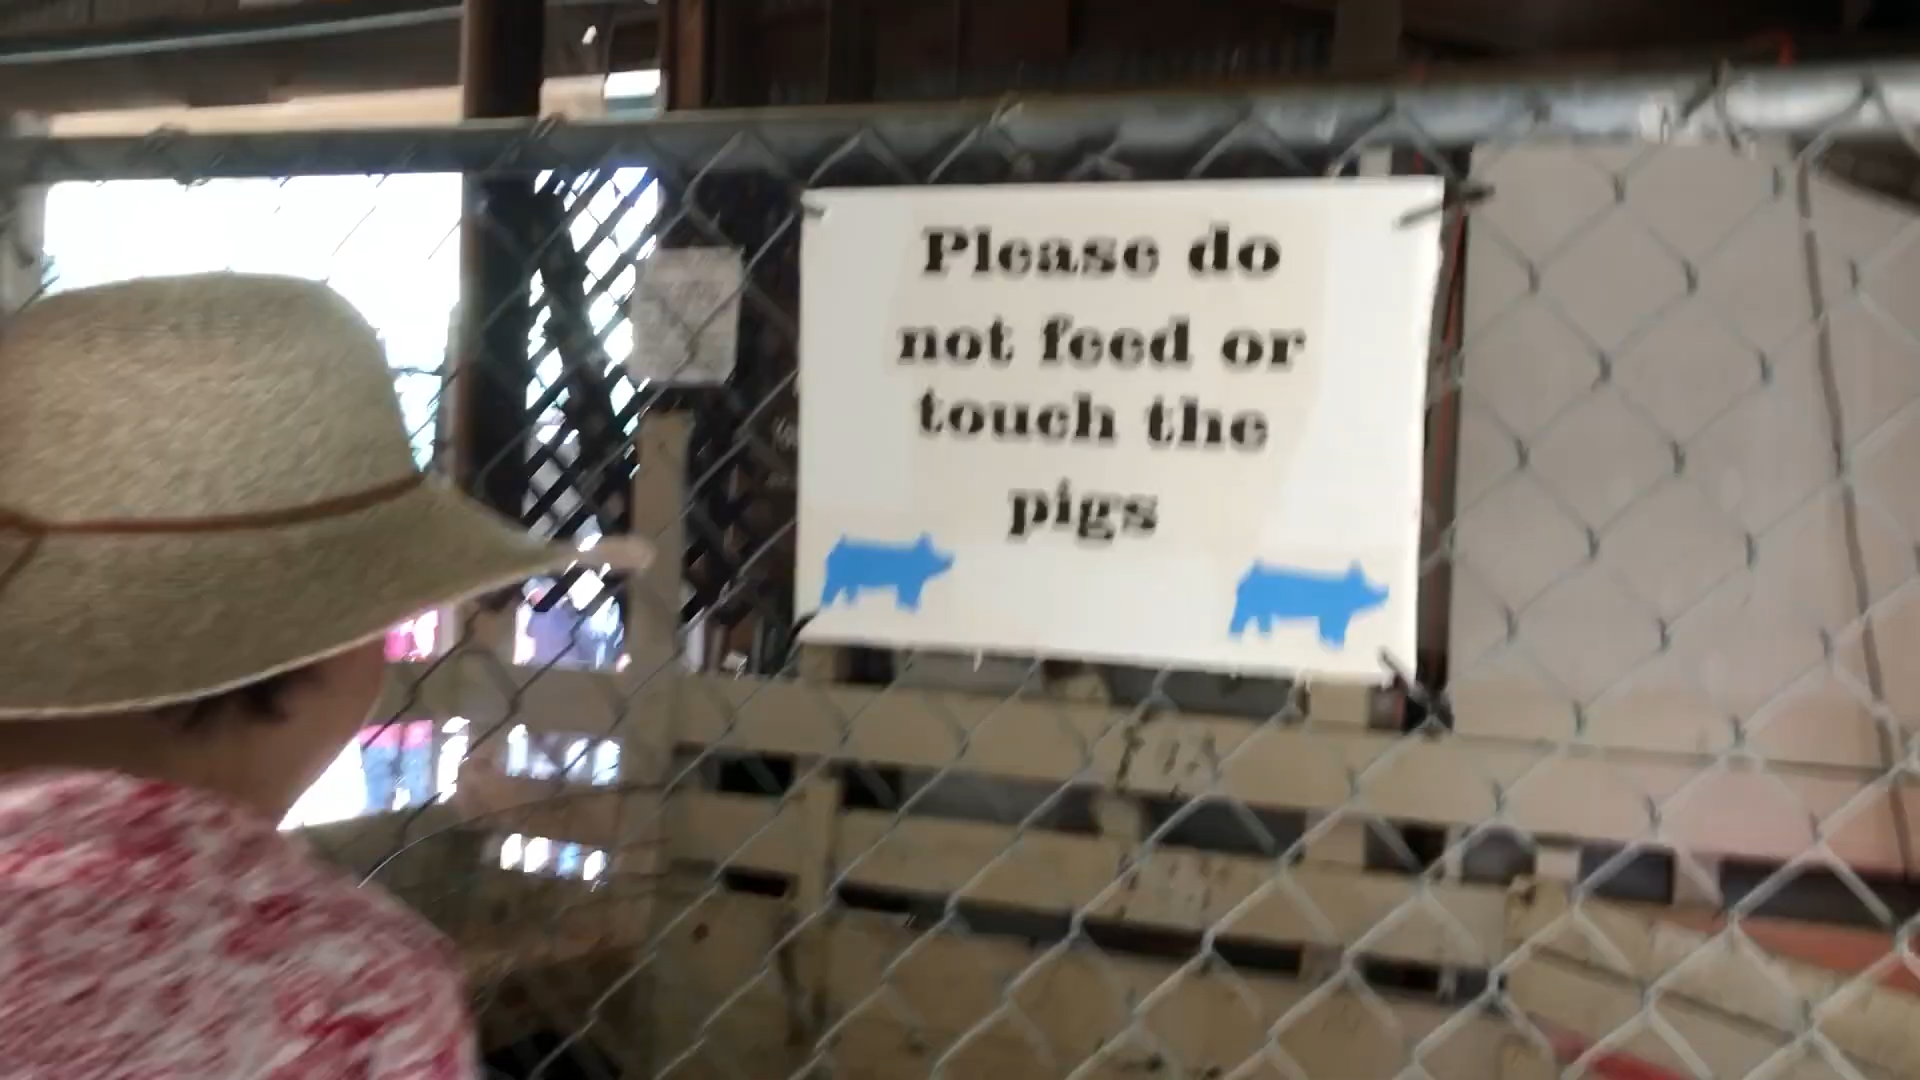 Please do
not feed or
touch the
pigs